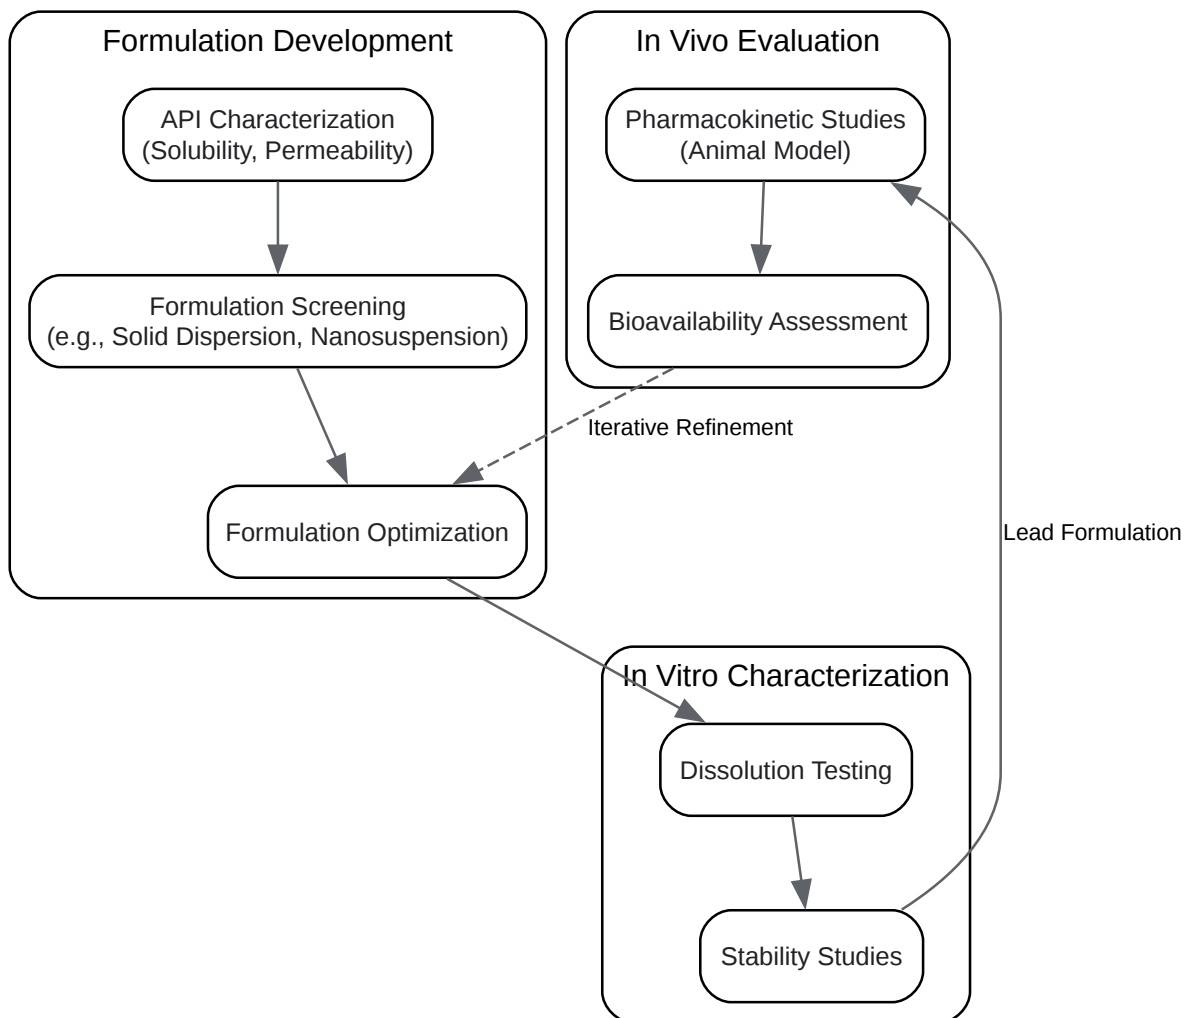 Formulation Development
API Characterization
(Solubility, Permeability)
Formulation Screening
(e.g., Solid Dispersion, Nanosuspension)
Formulation Optimization
In Vivo Evaluation
Pharmacokinetic Studies
(Animal Model)
Bioavailability Assessment
Iterative Refinement
Lead Formulation
In Vitro Characterization
Dissolution Testing
Stability Studies